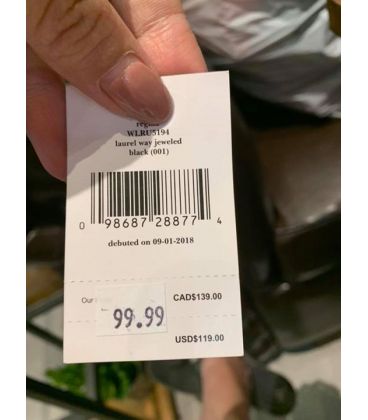 WLRU5194
laurel way jeweled
black (001)
0 98687 28877 4
debuted on 09-01-2018
Our CAD$139.00
99.99
USD$119.00